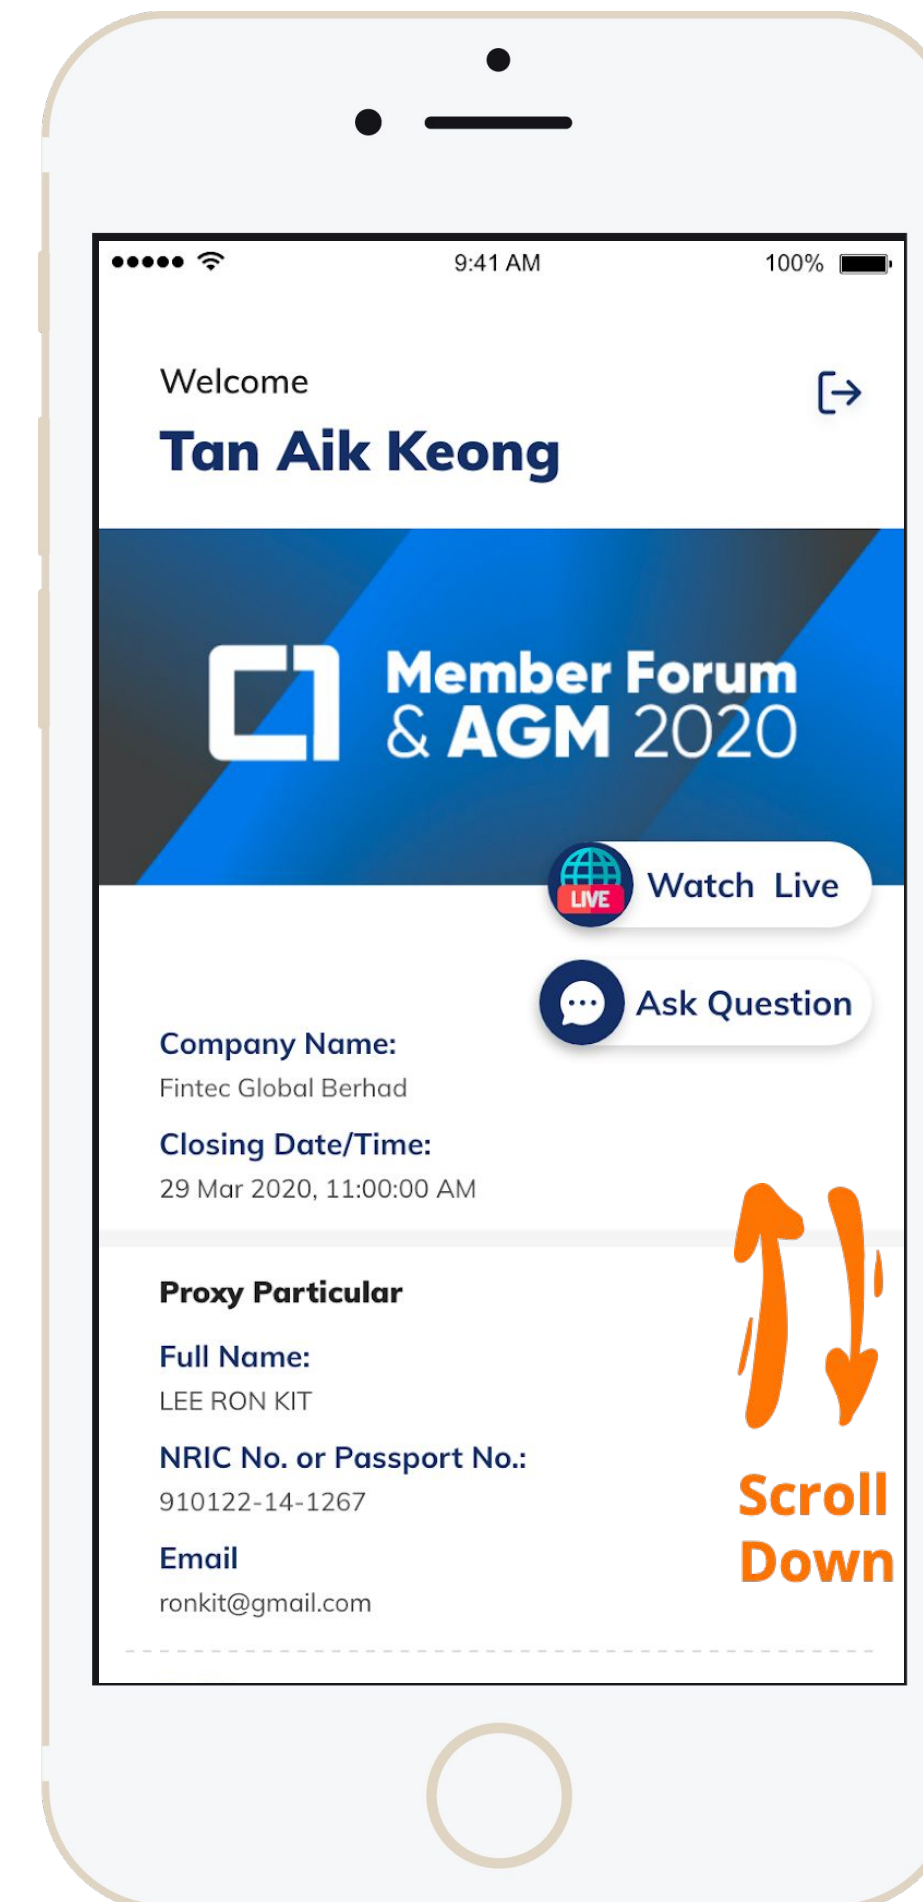 9:41 AM
100%
Welcome
Tan Aik Keong
Member Forum
& AGM 2020
LIVE
Watch Live
Ask Question
Company Name:
Fintec Global Berhad
Closing Date/Time:
29 Mar 2020, 11:00:00 AM
Proxy Particular
Full Name:
LEE RON KIT
NRIC No. or Passport No.:
910122-14-1267
Email
ronkit@gmail.com
Scroll
Down